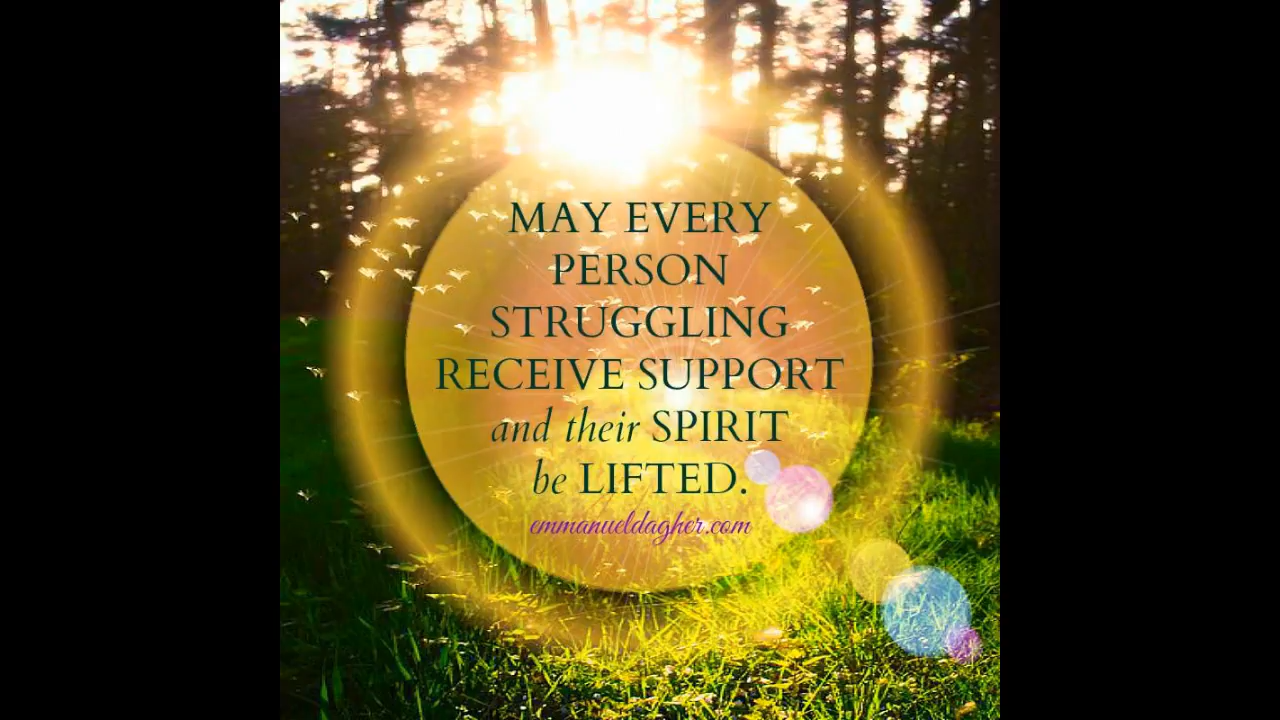 MAY EVERY
PERSON
STRUGGLING
RECEIVE SUPPORT
and their SPIRIT
be LIFTED.
emmanueldagher.com